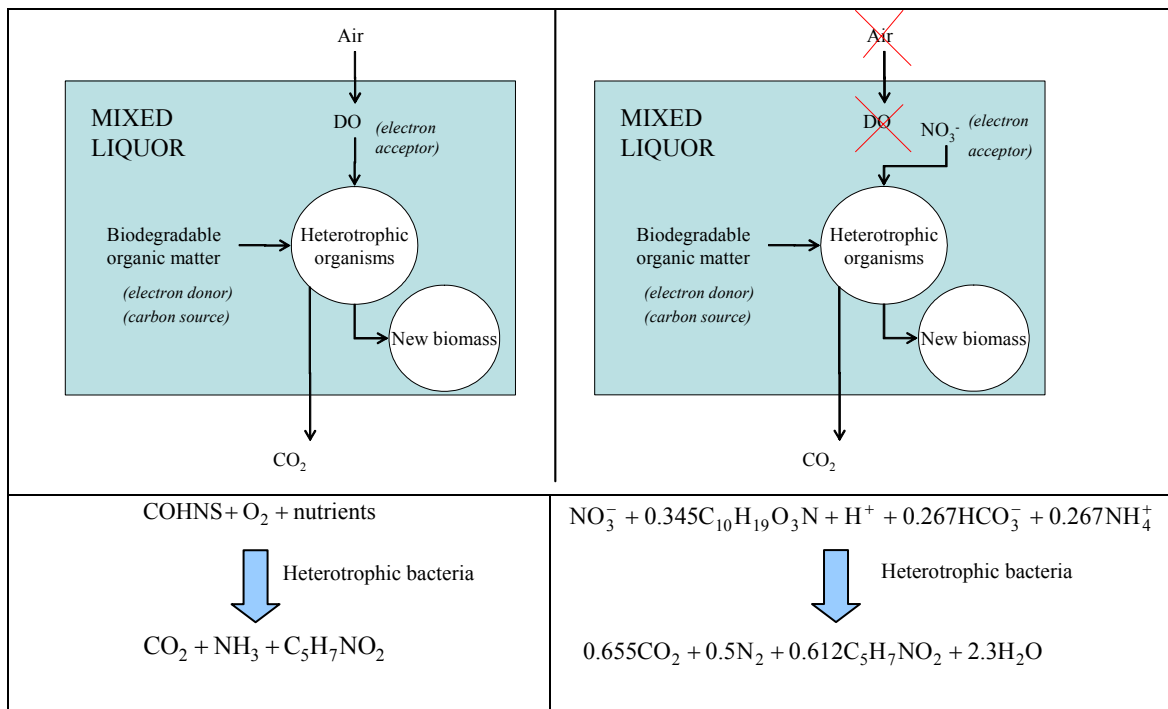 Air
MIXED
LIQUOR
DO
(electron
acceptor)
Biodegradable
organic matter
(electron donor)
(carbon source)
Heterotrophic
organisms
New biomass
CO₂
Air
MIXED
LIQUOR
DO
NO₃⁻
(electron
acceptor)
Biodegradable
organic matter
(electron donor)
(carbon source)
Heterotrophic
organisms
New biomass
CO₂
COHNS + O₂ + nutrients
Heterotrophic bacteria
CO₂ + NH₃ + C₅H₇NO₂
NO₃⁻ + 0.345C₁₀H₁₉O₃N + H⁺ + 0.267HCO₃⁻ + 0.267NH₄⁺
Heterotrophic bacteria
0.655CO₂ + 0.5N₂ + 0.612C₅H₇NO₂ + 2.3H₂O